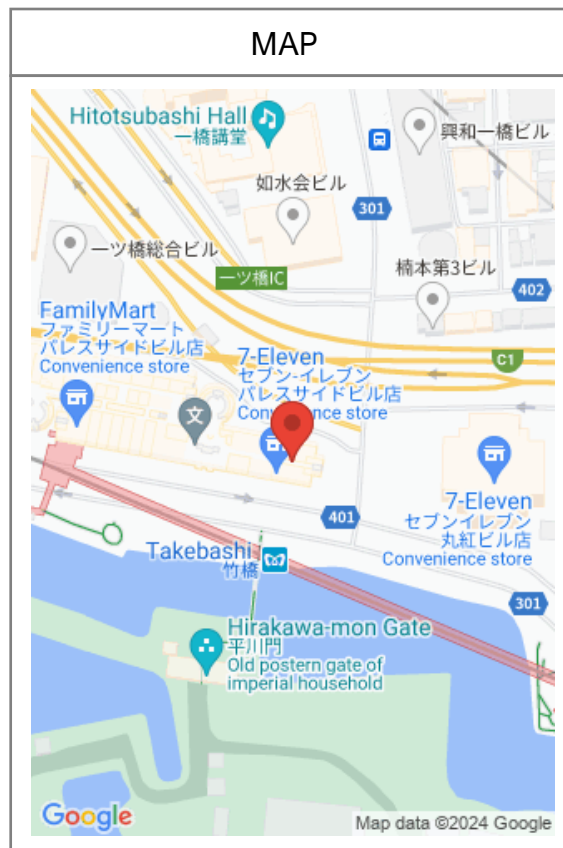 MAP
Hitotsubashi Hall
一橋講堂
興和一橋ビル
如水会ビル
301
一ツ橋総合ビル
一ツ橋IC
楠本第3ビル
402
FamilyMart
ファミリーマート
パレスサイドビル店
Convenience store
7-Eleven
セブン-イレブン
パレスサイドビル店
Convenience store
C1
文
7-Eleven
セブンイレブン
丸紅ビル店
Convenience store
401
Takebashi
竹橋
301
Hirakawa-mon Gate
平川門
Old postern gate of
imperial household
Google
Map data ©2024 Google